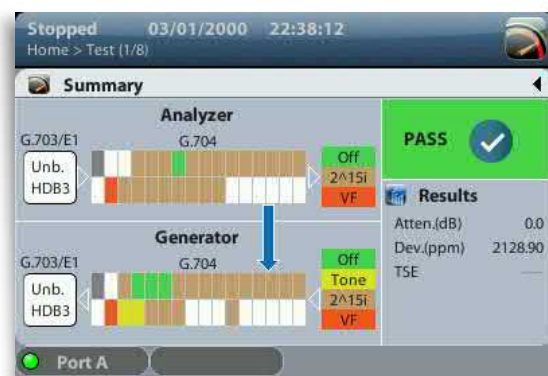 Stopped 03/01/2000 22:38:12
Home > Test (1/8)
Summary
Analyzer
G.703/E1 G.704
Unb.
HDB3
Off
2^15i
VF
PASS
Results
Atten.(dB) 0.0
Dev.(ppm) 2128.90
TSE ----
Generator
G.703/E1 G.704
Unb.
HDB3
Off
Tone
2^15i
VF
Port A